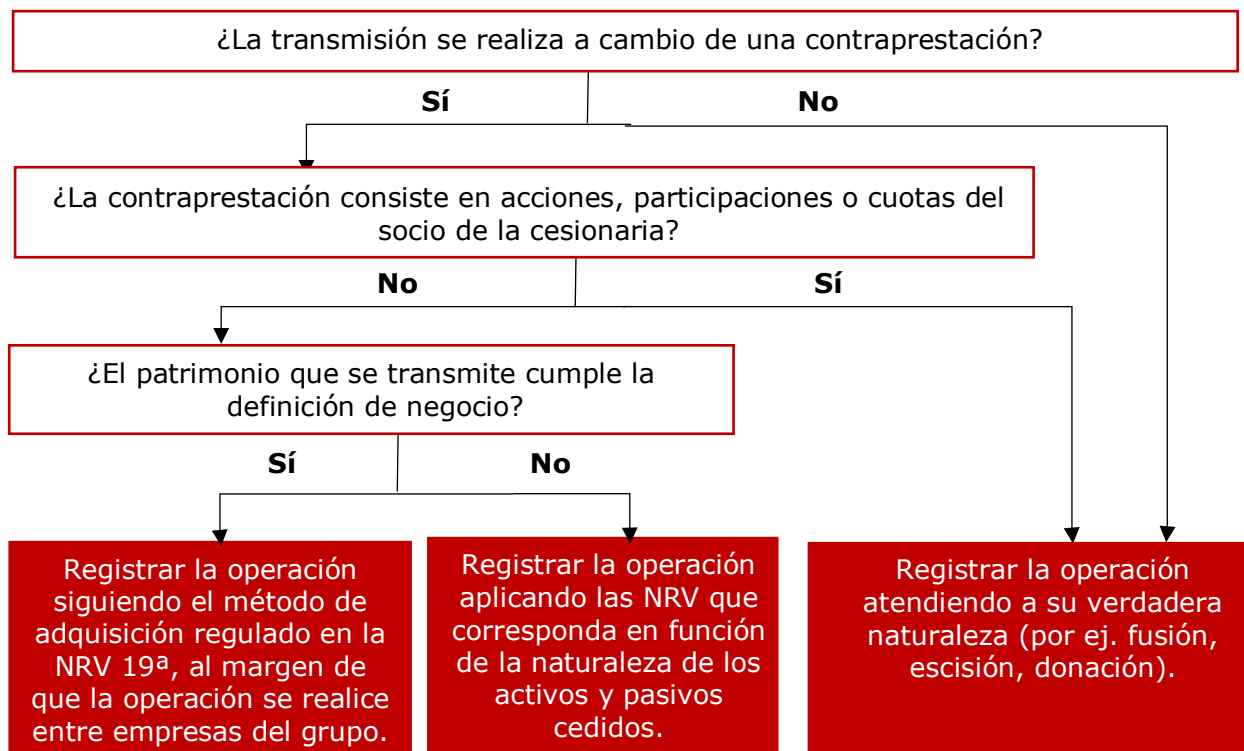 ¿La transmisión se realiza a cambio de una contraprestación?
Sí
No
¿La contraprestación consiste en acciones, participaciones o cuotas del
socio de la cesionaria?
No
Sí
¿El patrimonio que se transmite cumple la
definición de negocio?
Sí
No
Registrar la operación
siguiendo el método de
adquisición regulado en la
NRV 19ª, al margen de
que la operación se realice
entre empresas del grupo.
Registrar la operación
aplicando las NRV que
corresponda en función
de la naturaleza de los
activos y pasivos
cedidos.
Registrar la operación
atendiendo a su verdadera
naturaleza (por ej. fusión,
escisión, donación).